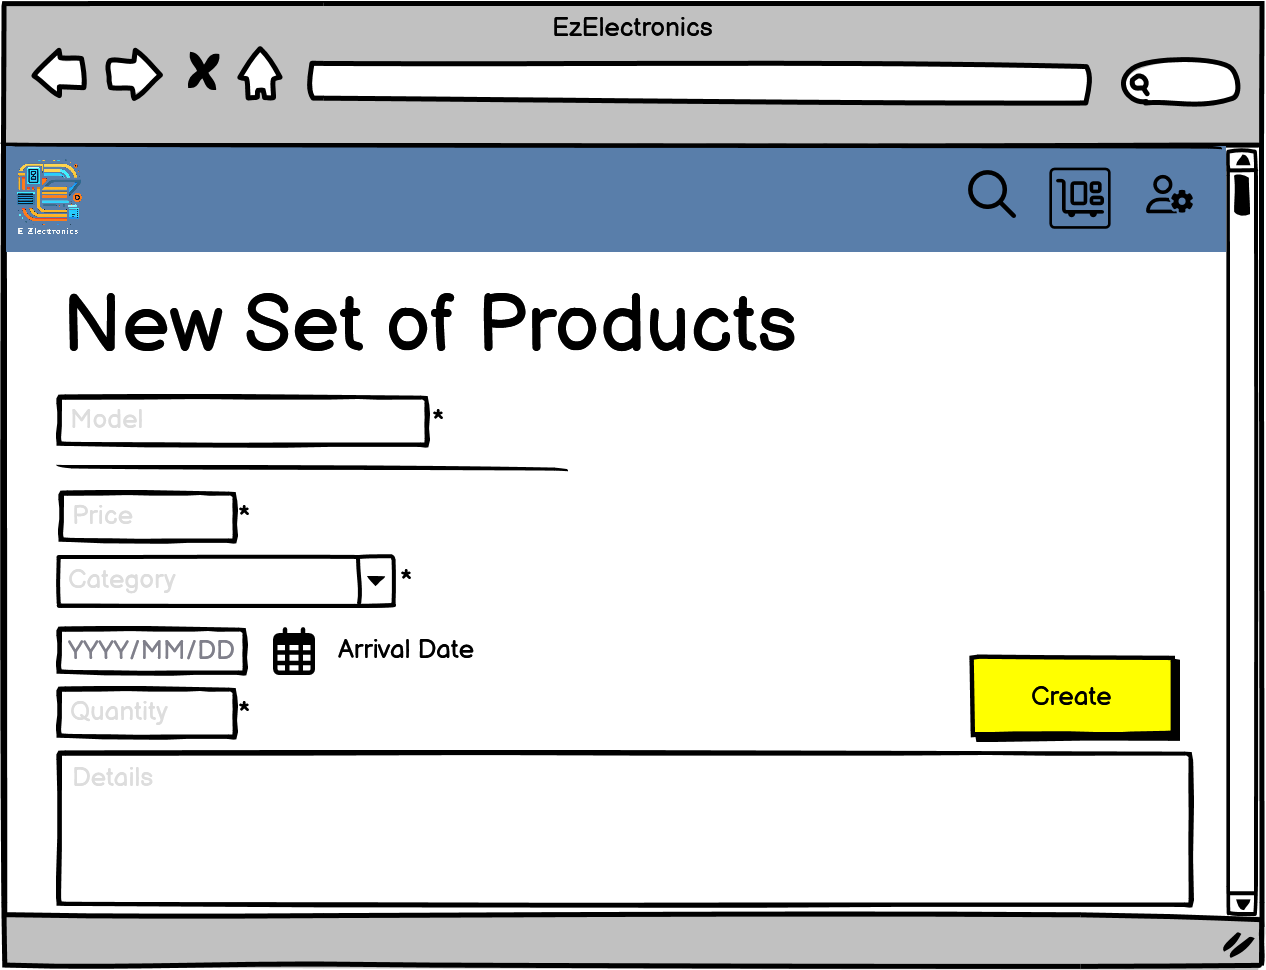 EzElectronics
E Zlectronics
New Set of Products
Model *
Price *
Category *
YYYY/MM/DD Arrival Date
Quantity *
Create
Details